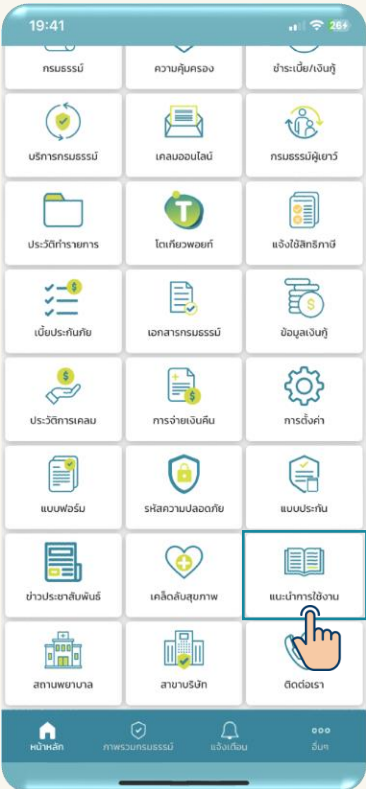 19:41
26
กรมธรรม์ ความคุ้มครอง ชำระเบี้ย/เงินกู้
บริการกรมธรรม์ เคลมออนไลน์ กรมธรรม์ผู้เยาว์
T
ประวัติทำรายการ โตเกียวพอยท์ แจ้งใช้สิทธิภาษี
เบี้ยประกันภัย เอกสารกรมธรรม์ ข้อมูลเงินกู้
ประวัติการเคลม การจ่ายเงินคืน การตั้งค่า
แบบฟอร์ม รหัสความปลอดภัย แบบประกัน
ข่าวประชาสัมพันธ์ เคล็ดลับสุขภาพ แนะนำการใช้งาน
สถานพยาบาล สาขาบริษัท ติดต่อเรา
หน้าหลัก ภาพรวมกรมธรรม์ แจ้งเตือน อื่นๆ